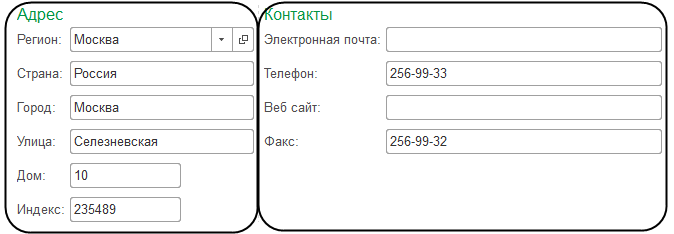 Адрес
Регион: Москва
Страна: Россия
Город: Москва
Улица: Селезневская
Дом: 10
Индекс: 235489
Контакты
Электронная почта:
Телефон: 256-99-33
Веб сайт:
Факс: 256-99-32